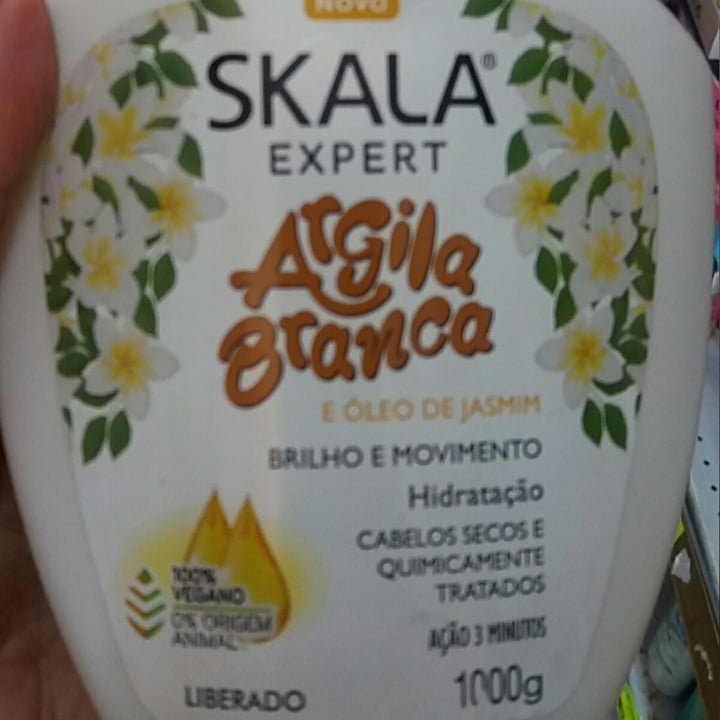 NOVO
SKALA®
EXPERT
Argila
Branca
E ÓLEO DE JASMIM
BRILHO E MOVIMENTO
Hidratação
CABELOS SECOS E
QUIMICAMENTE
TRATADOS
AÇÃO 3 MINUTOS
100%
VEGANO
0% ORIGEM
ANIMAL
LIBERADO
1000g